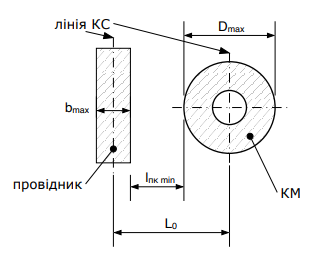 лінія КС
Dmax
bmax
провідник
lпк min
КМ
L0